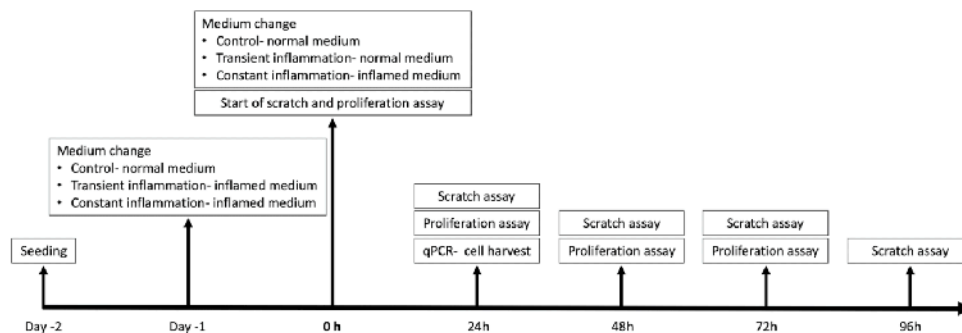 Medium change
• Control- normal medium
• Transient inflammation- normal medium
• Constant inflammation- inflamed medium
Start of scratch and proliferation assay
Medium change
• Control- normal medium
• Transient inflammation- inflamed medium
• Constant inflammation- inflamed medium
Seeding
Scratch assay
Proliferation assay
qPCR- cell harvest
Scratch assay
Proliferation assay
Scratch assay
Proliferation assay
Scratch assay
Day -2
Day -1
0 h
24h
48h
72h
96h